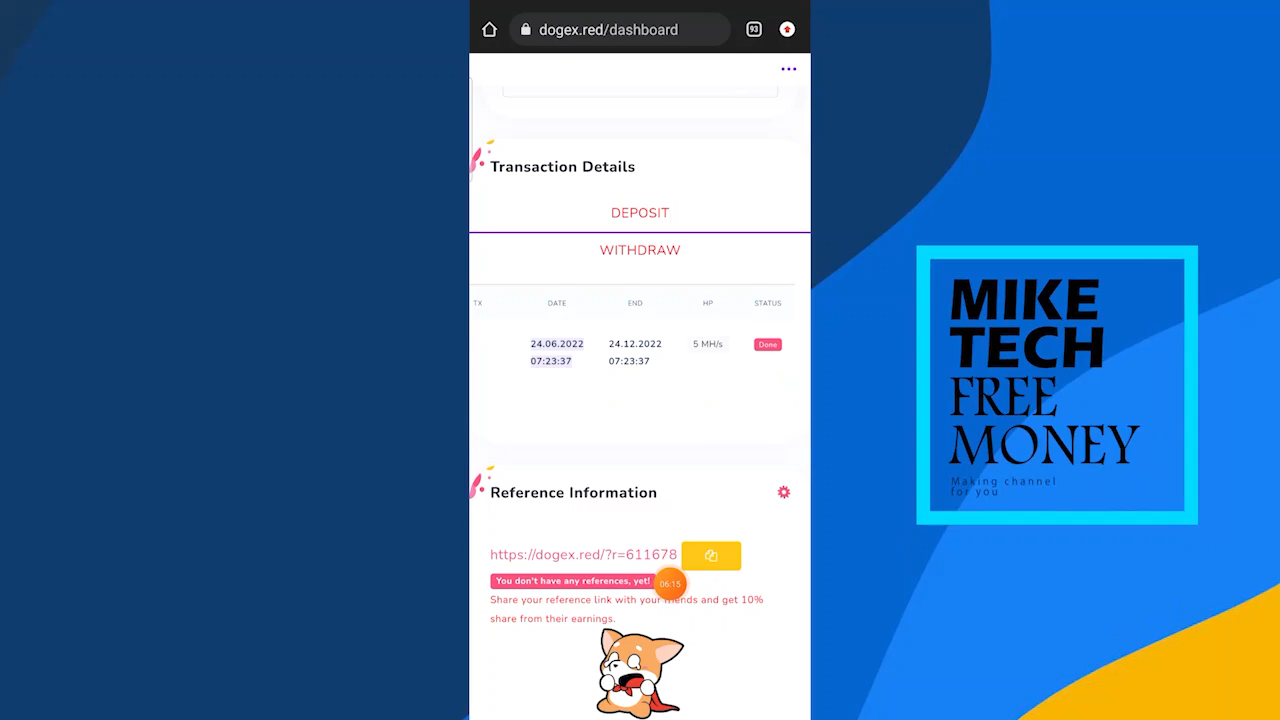 dogex.red/dashboard
93
Transaction Details
DEPOSIT
WITHDRAW
TX DATE END HP STATUS
24.06.2022 24.12.2022 5 MH/s Done
07:23:37 07:23:37
Reference Information
https://dogex.red/?r=611678
You don't have any references, yet!
06:15
Share your reference link with your friends and get 10%
share from their earnings.
MIKE
TECH
FREE
MONEY
Making channel
for you